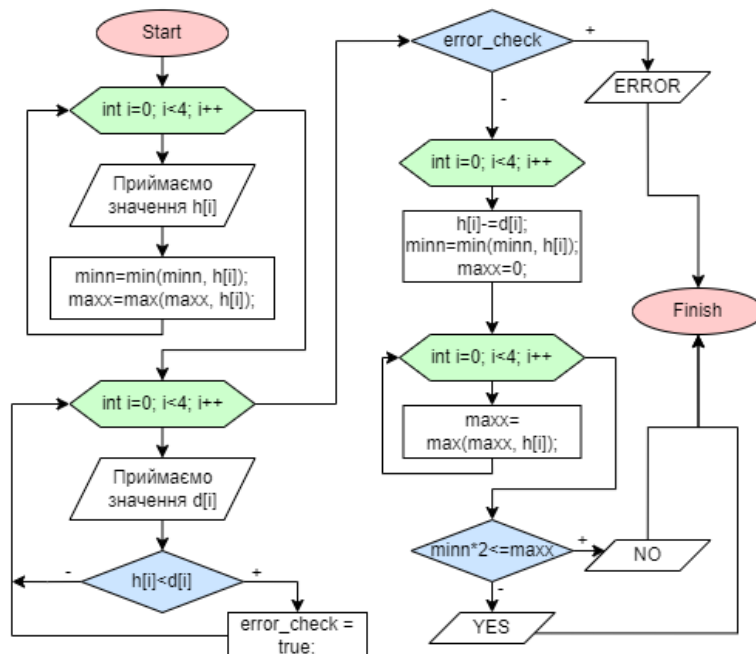 Start
int i=0; i<4; i++
Приймаємо
значення h[i]
minn=min(minn, h[i]);
maxx=max(maxx, h[i]);
int i=0; i<4; i++
Приймаємо
значення d[i]
h[i]<d[i]
-
+
error_check =
true;
error_check
+
-
ERROR
int i=0; i<4; i++
h[i]-=d[i];
minn=min(minn, h[i]);
maxx=0;
int i=0; i<4; i++
maxx=
max(maxx, h[i]);
minn*2<=maxx
+
-
NO
YES
Finish